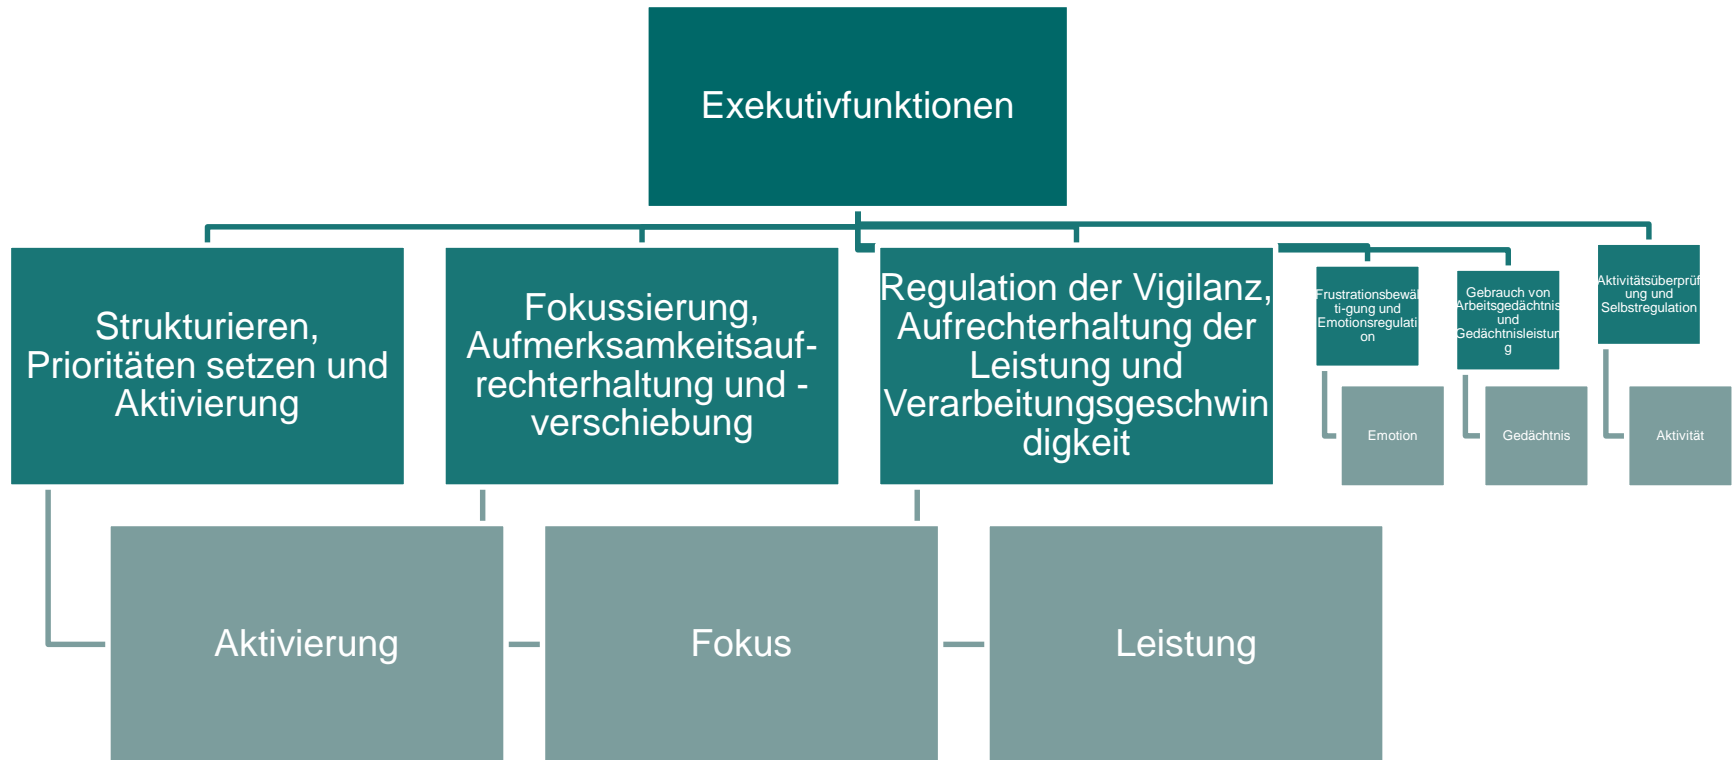 Exekutivfunktionen
Strukturieren,
Prioritäten setzen und
Aktivierung
Fokussierung,
Aufmerksamkeitsauf-
rechterhaltung und -
verschiebung
Regulation der Vigilanz,
Aufrechterhaltung der
Leistung und
Verarbeitungsgeschwin
digkeit
Frustrationsbewäl
ti-gung und
Emotionsregulati
on
Gebrauch von
Arbeitsgedächtnis
und
Gedächtnisleistun
g
Aktivitätsüberprüf
ung und
Selbstregulation
Emotion
Gedächtnis
Aktivität
Aktivierung
Fokus
Leistung